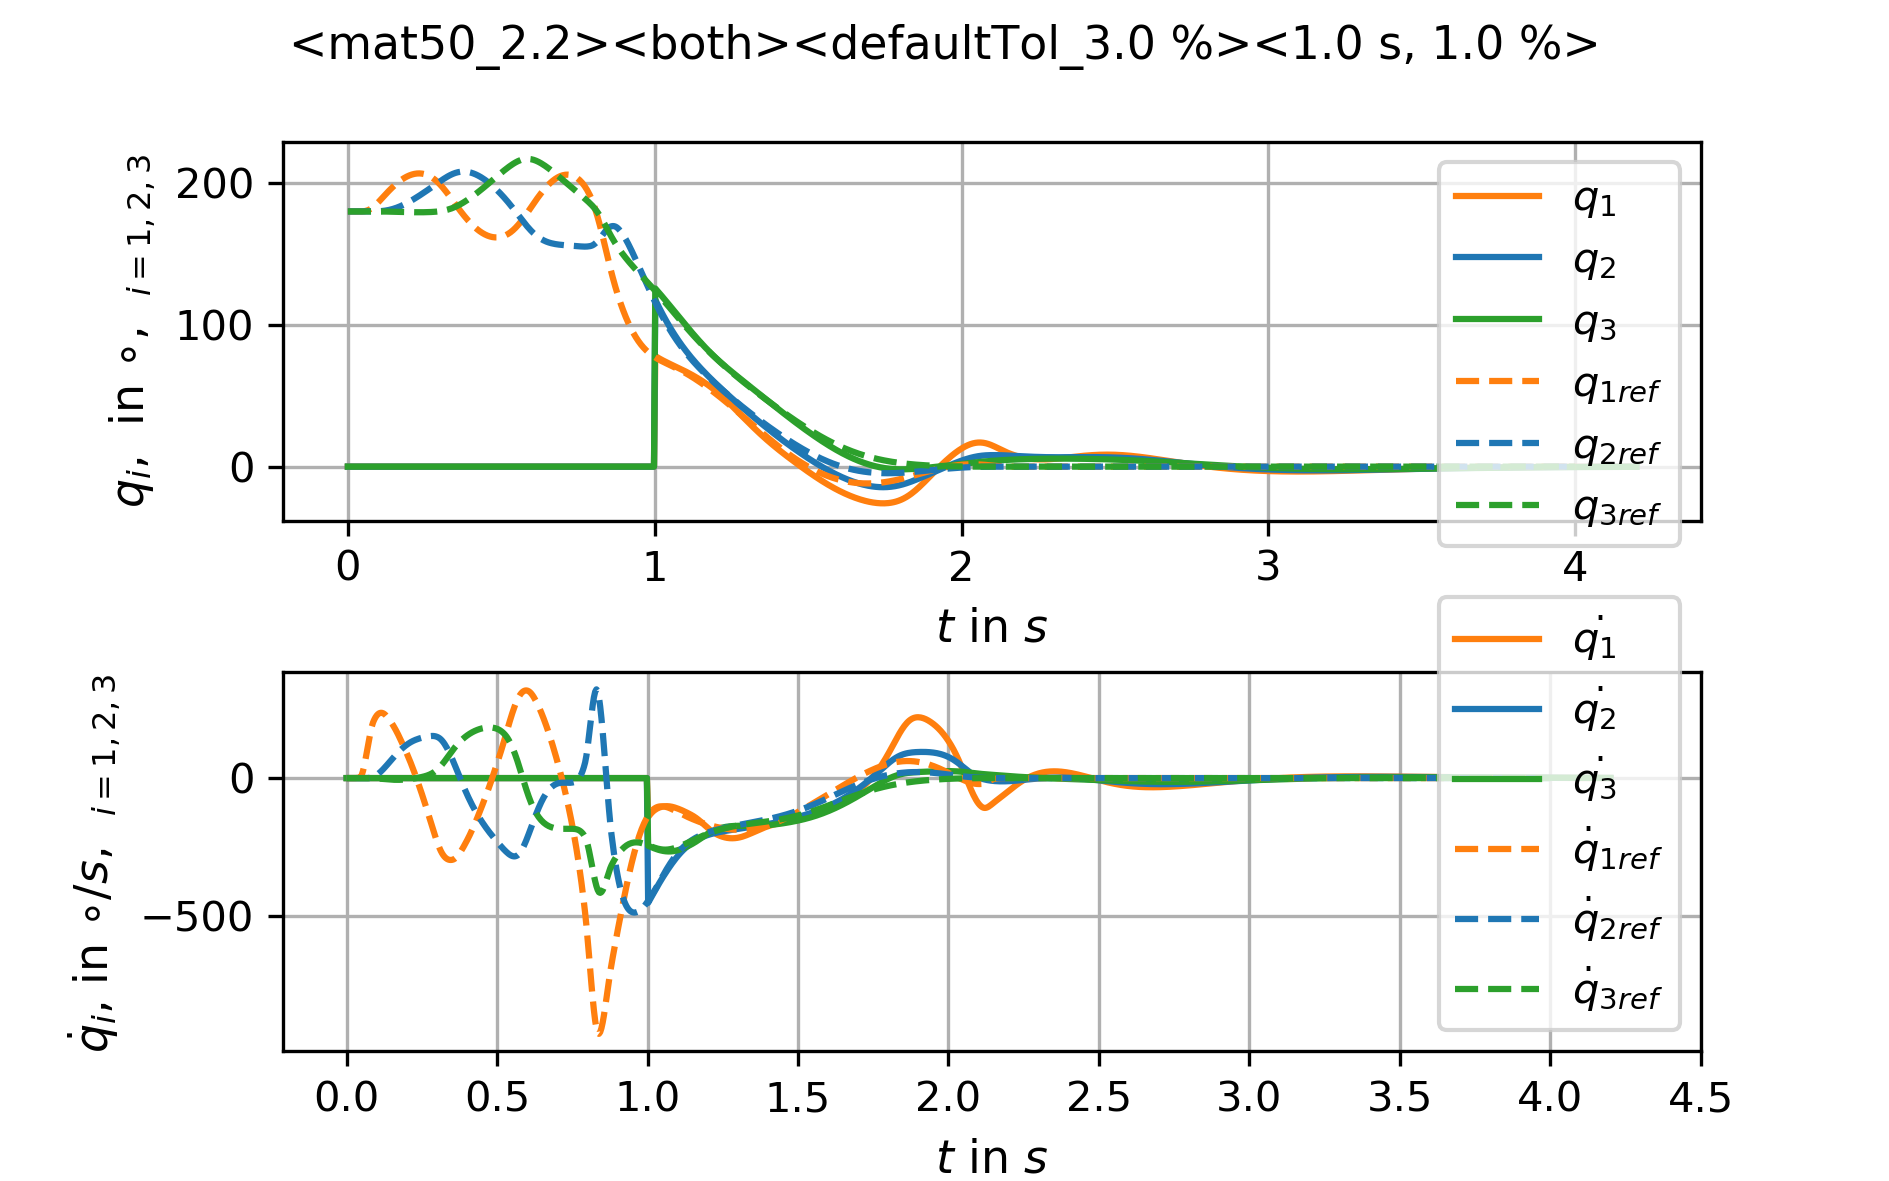 <mat50_2.2><both><defaultTol_3.0 %><1.0 s, 1.0 %>
qᵢ, in °, i = 1, 2, 3
200
100
0
q₁
q₂
q₃
q₁ref
q₂ref
q₃ref
0 1 2 3 4
t in s
q̇ᵢ, in °/s, i = 1, 2, 3
0
−500
q̇₁
q̇₂
q̇₃
q̇₁ref
q̇₂ref
q̇₃ref
0.0 0.5 1.0 1.5 2.0 2.5 3.0 3.5 4.0 4.5
t in s